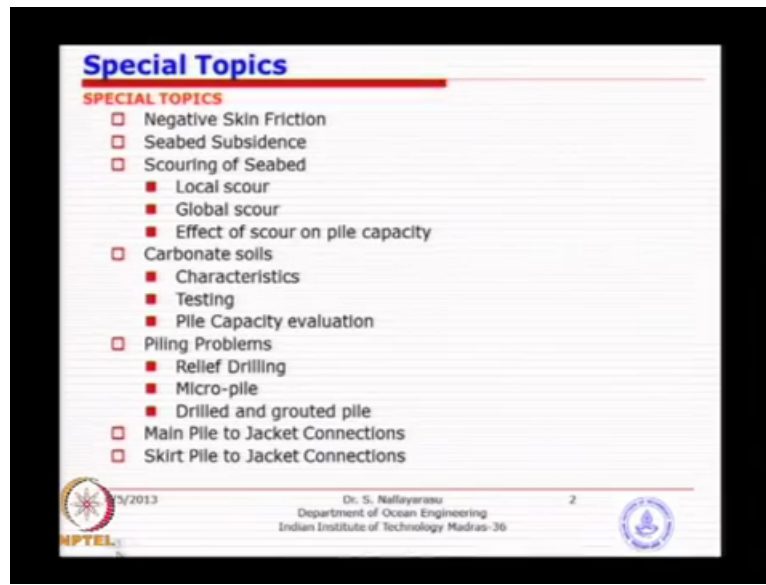 Special Topics
SPECIAL TOPICS
Negative Skin Friction
Seabed Subsidence
Scouring of Seabed
Local scour
Global scour
Effect of scour on pile capacity
Carbonate soils
Characteristics
Testing
Pile Capacity evaluation
Piling Problems
Relief Drilling
Micro-pile
Drilled and grouted pile
Main Pile to Jacket Connections
Skirt Pile to Jacket Connections
/5/2013
Dr. S. Nallayarasu
2
Department of Ocean Engineering
Indian Institute of Technology Madras-36
NPTEL